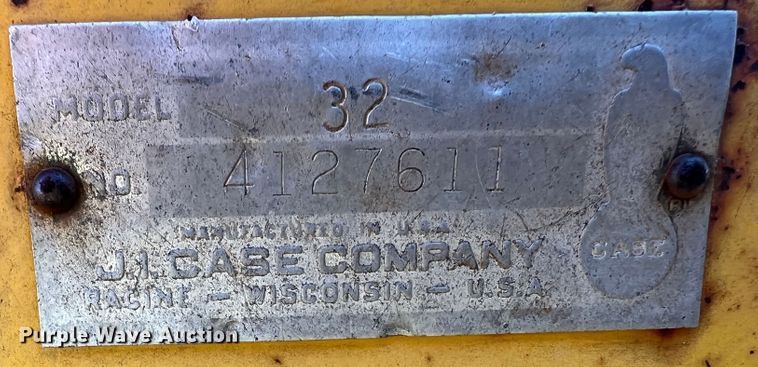 MODEL 32
NO 4127611
MANUFACTURED IN U.S.A.
J.I. CASE COMPANY
RACINE - WISCONSIN - U.S.A.
CASE
Purple Wave Auction